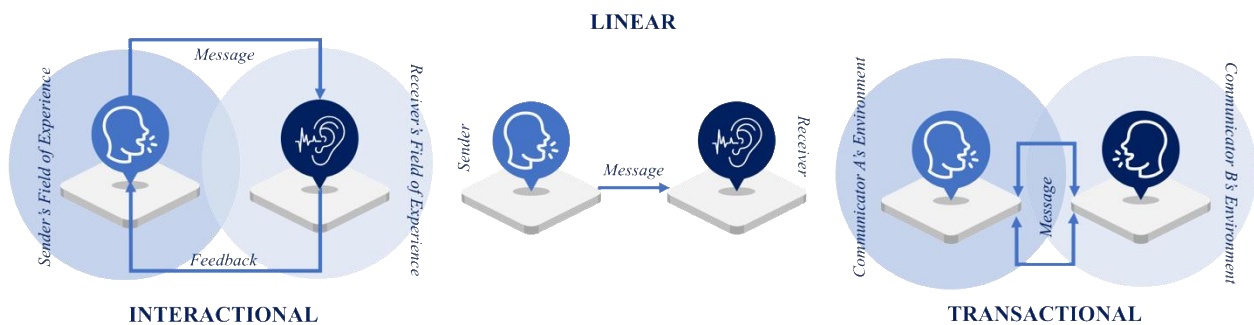 LINEAR
Sender's Field of Experience
Message
Receiver's Field of Experience
Feedback
INTERACTIONAL
Sender
Message
Receiver
Communicator A's Environment
Message
Communicator B's Environment
TRANSACTIONAL